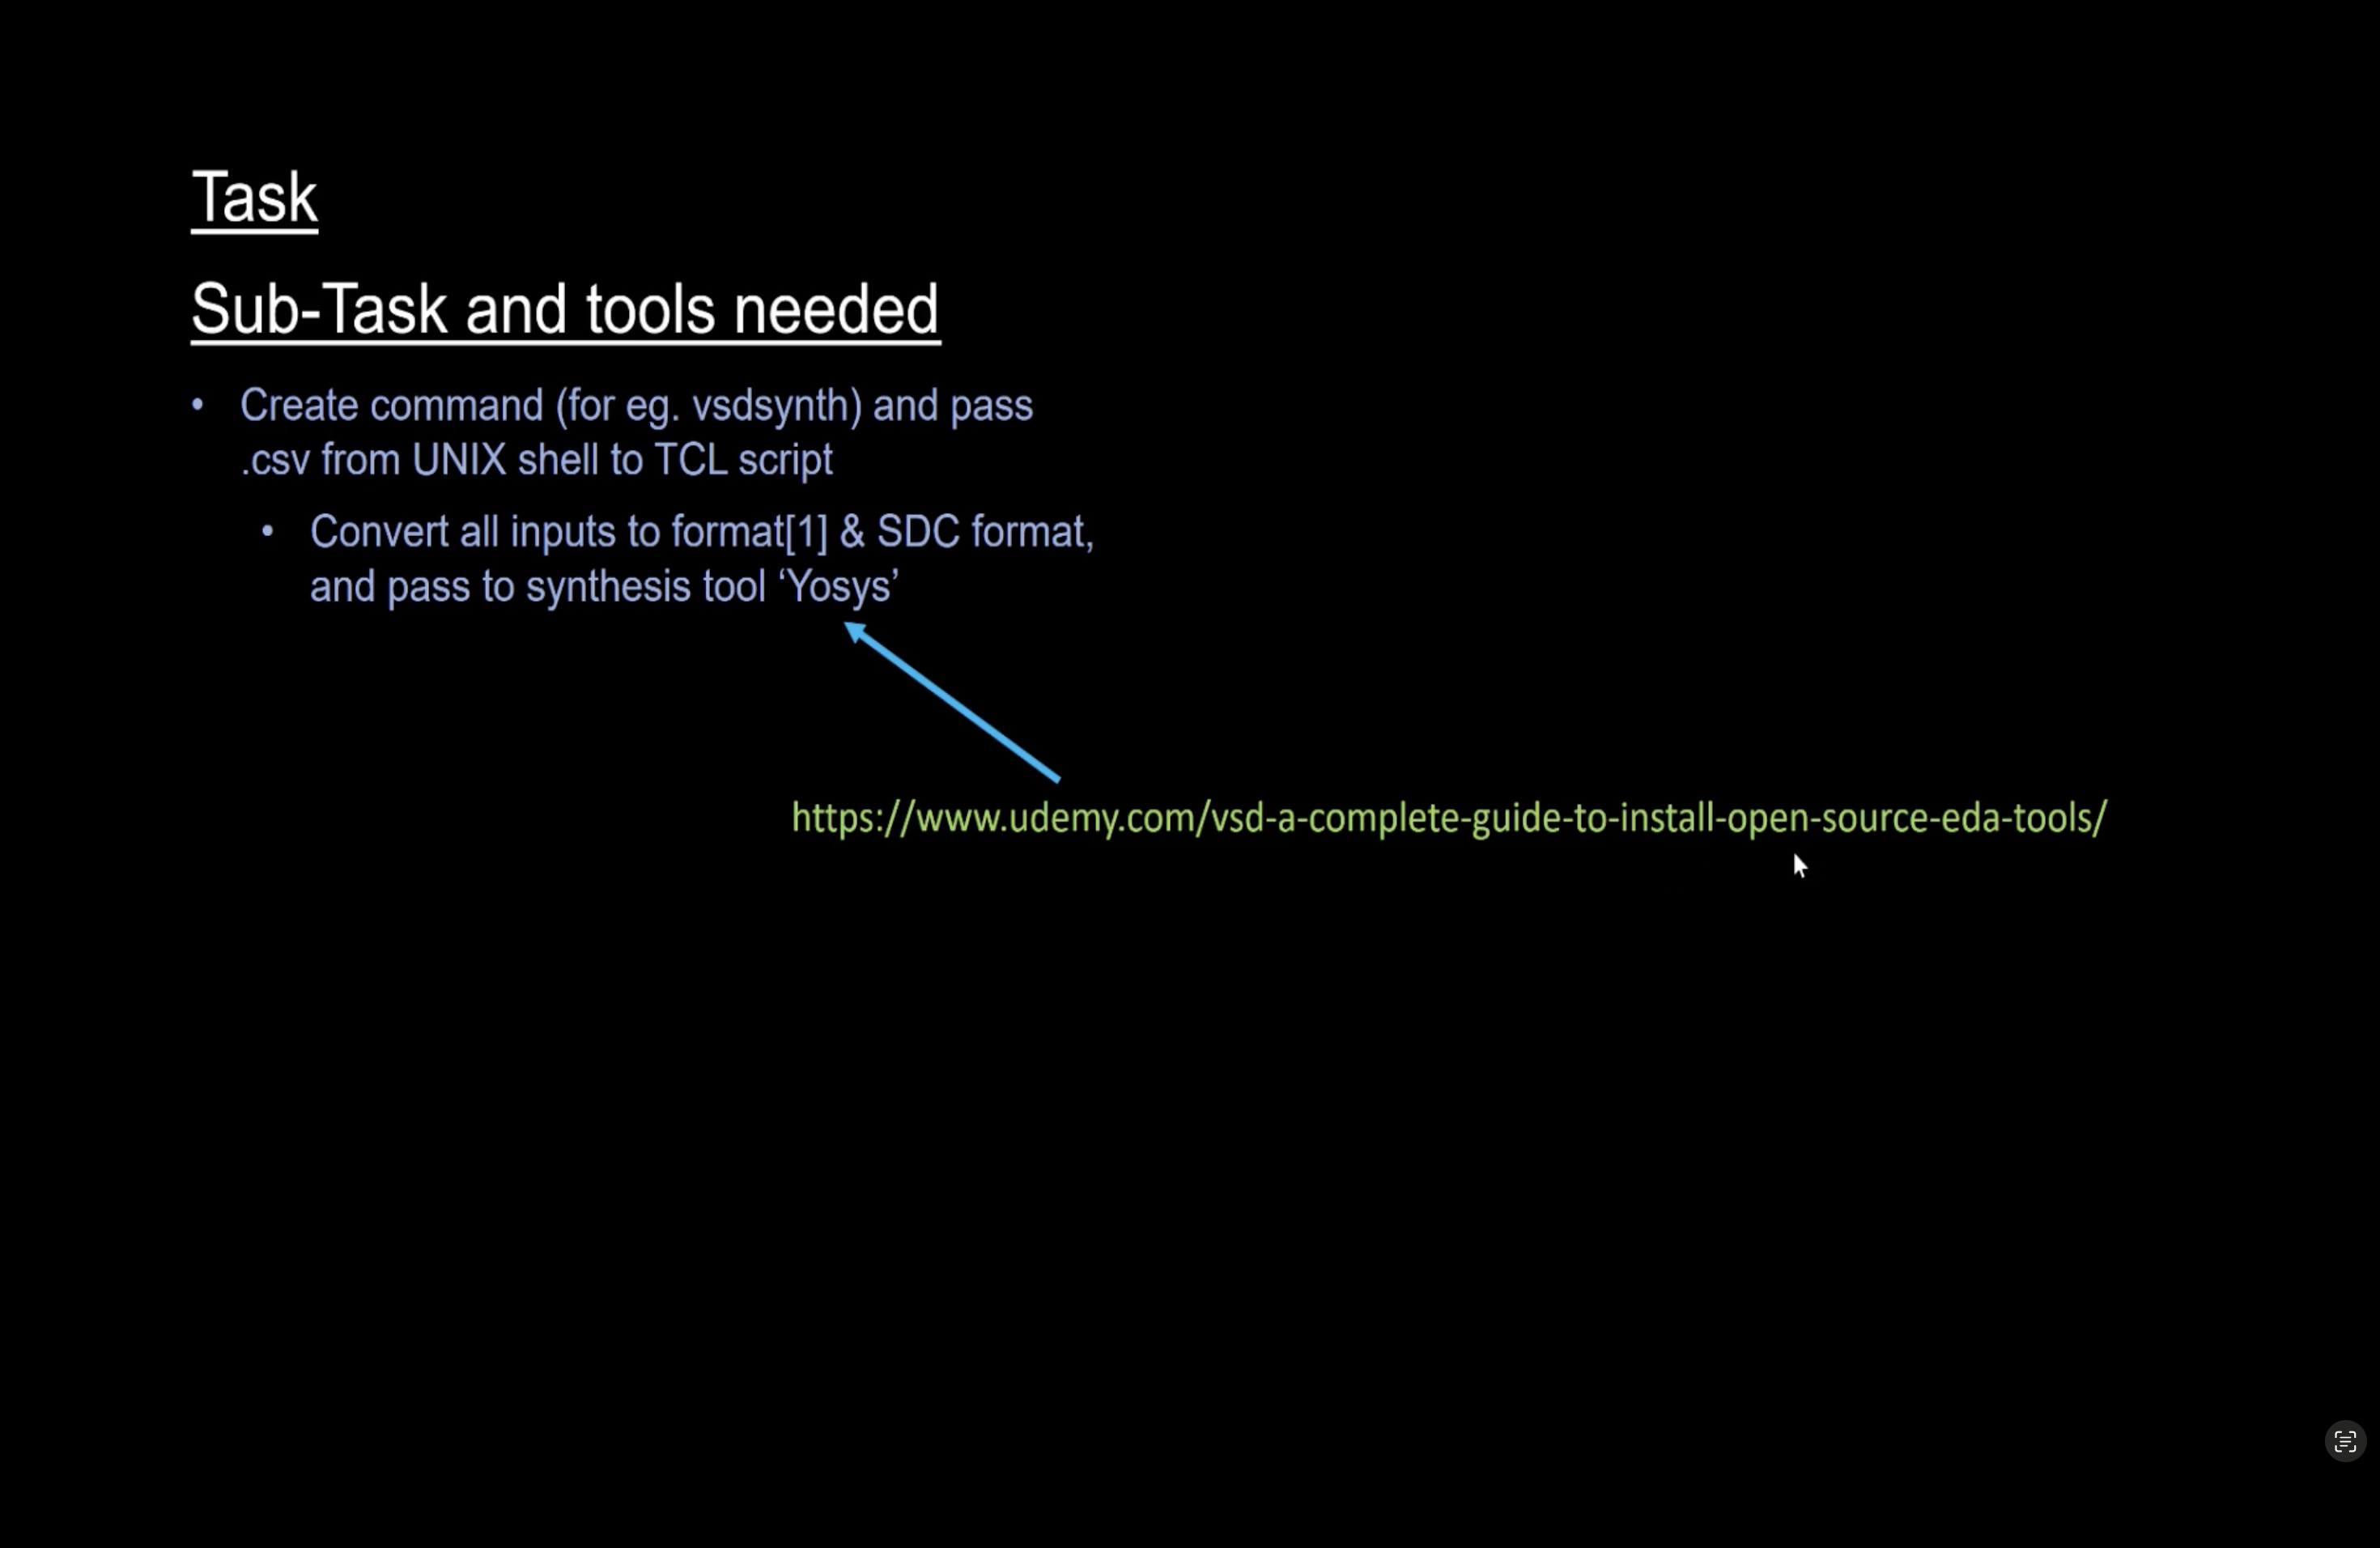 Task
Sub-Task and tools needed
• Create command (for eg. vsdsynth) and pass
.csv from UNIX shell to TCL script
• Convert all inputs to format[1] & SDC format,
and pass to synthesis tool ‘Yosys’
https://www.udemy.com/vsd-a-complete-guide-to-install-open-source-eda-tools/